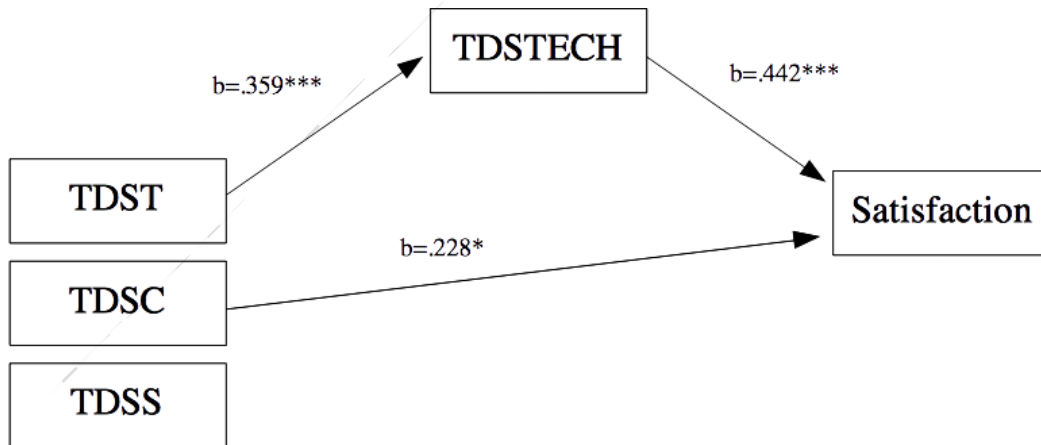 TDSTECH
b=.359***
b=.442***
TDST
Satisfaction
b=.228*
TDSC
TDSS